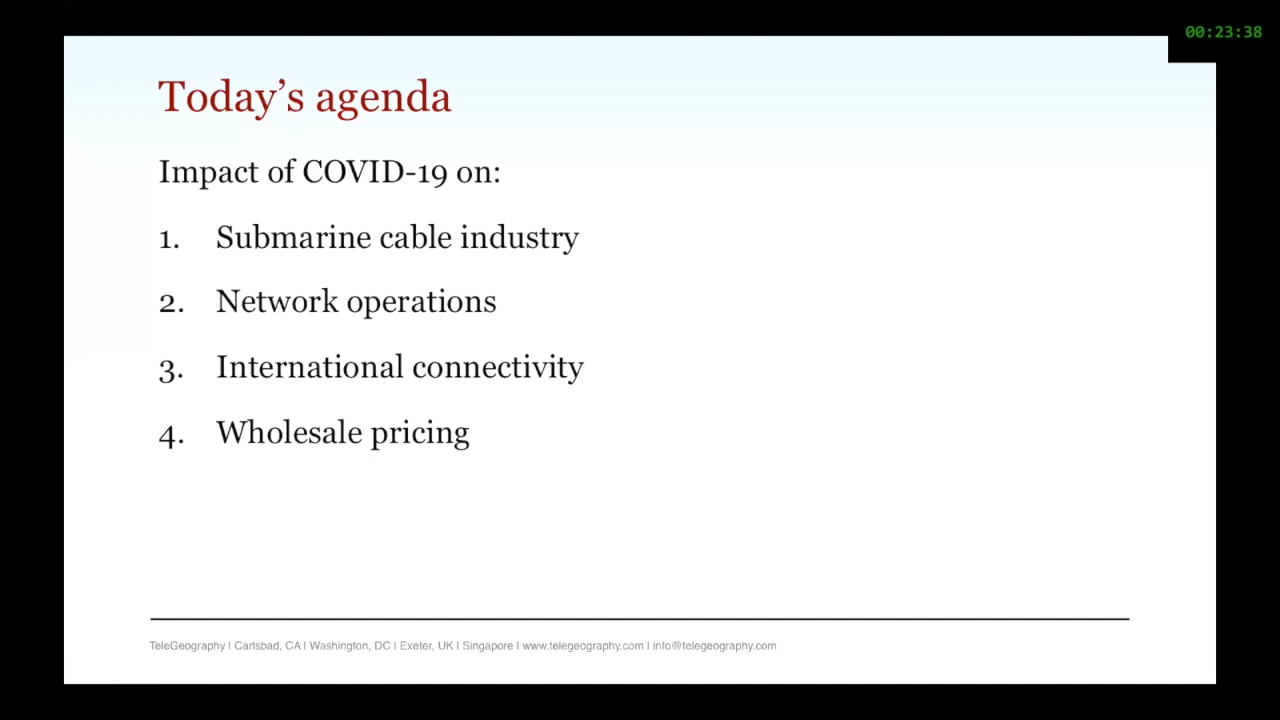 00:23:38
Today's agenda
Impact of COVID-19 on:
1. Submarine cable industry
2. Network operations
3. International connectivity
4. Wholesale pricing
TeleGeography | Carlsbad, CA | Washington, DC | Exeter, UK | Singapore | www.telegeography.com | info@telegeography.com